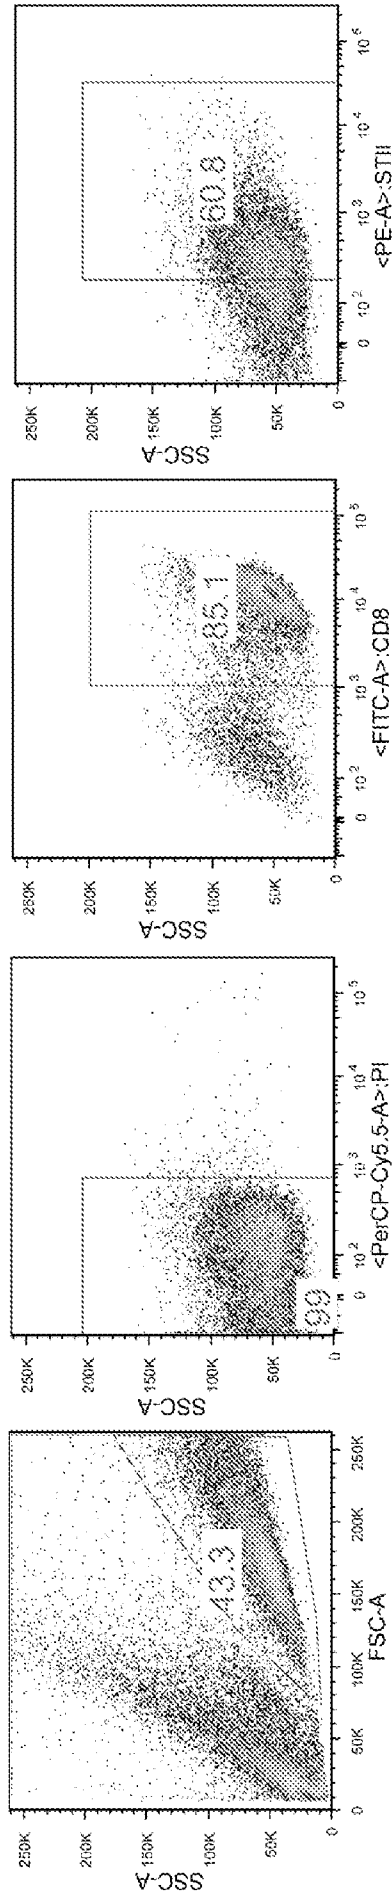 SSC-A
250K
200K
150K
100K
50K
0
43.3
0 50K 100K 150K 200K 250K
FSC-A
SSC-A
250K
200K
150K
100K
50K
0
99
0 10^2 10^3 10^4 10^5
<PerCP-Cy5.5-A>:PI
SSC-A
250K
200K
150K
100K
50K
0
85.1
0 10^2 10^3 10^4 10^5
<FITC-A>:CD8
SSC-A
250K
200K
150K
100K
50K
0
60.8
0 10^2 10^3 10^4 10^5
<PE-A>:STII